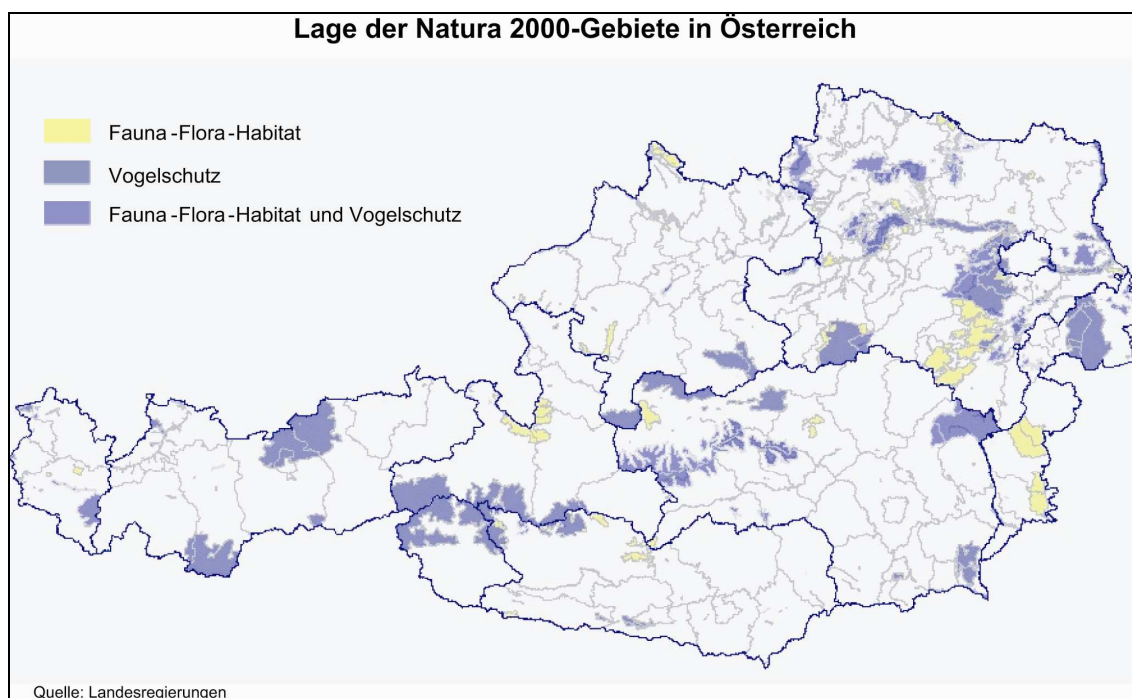 Lage der Natura 2000-Gebiete in Österreich
Fauna-Flora-Habitat
Vogelschutz
Fauna-Flora-Habitat und Vogelschutz
Quelle: Landesregierungen